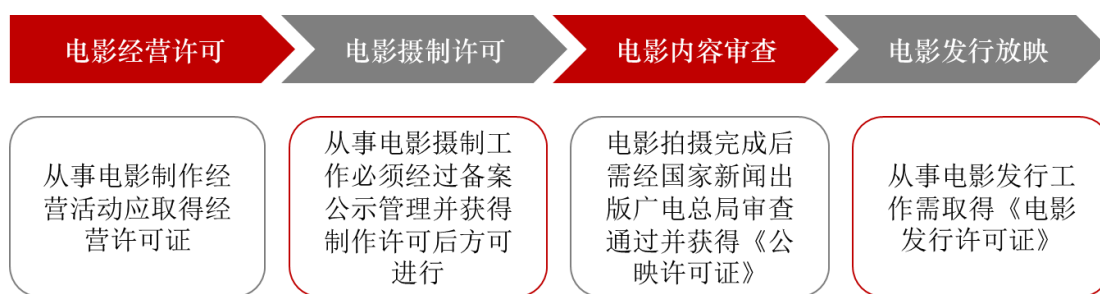 电影经营许可
电影摄制许可
电影内容审查
电影发行放映
从事电影制作经
营活动应取得经
营许可证
从事电影摄制工
作必须经过备案
公示管理并获得
制作许可后方可
进行
电影拍摄完成后
需经国家新闻出
版广电总局审查
通过并获得《公
映许可证》
从事电影发行工
作需取得《电影
发行许可证》